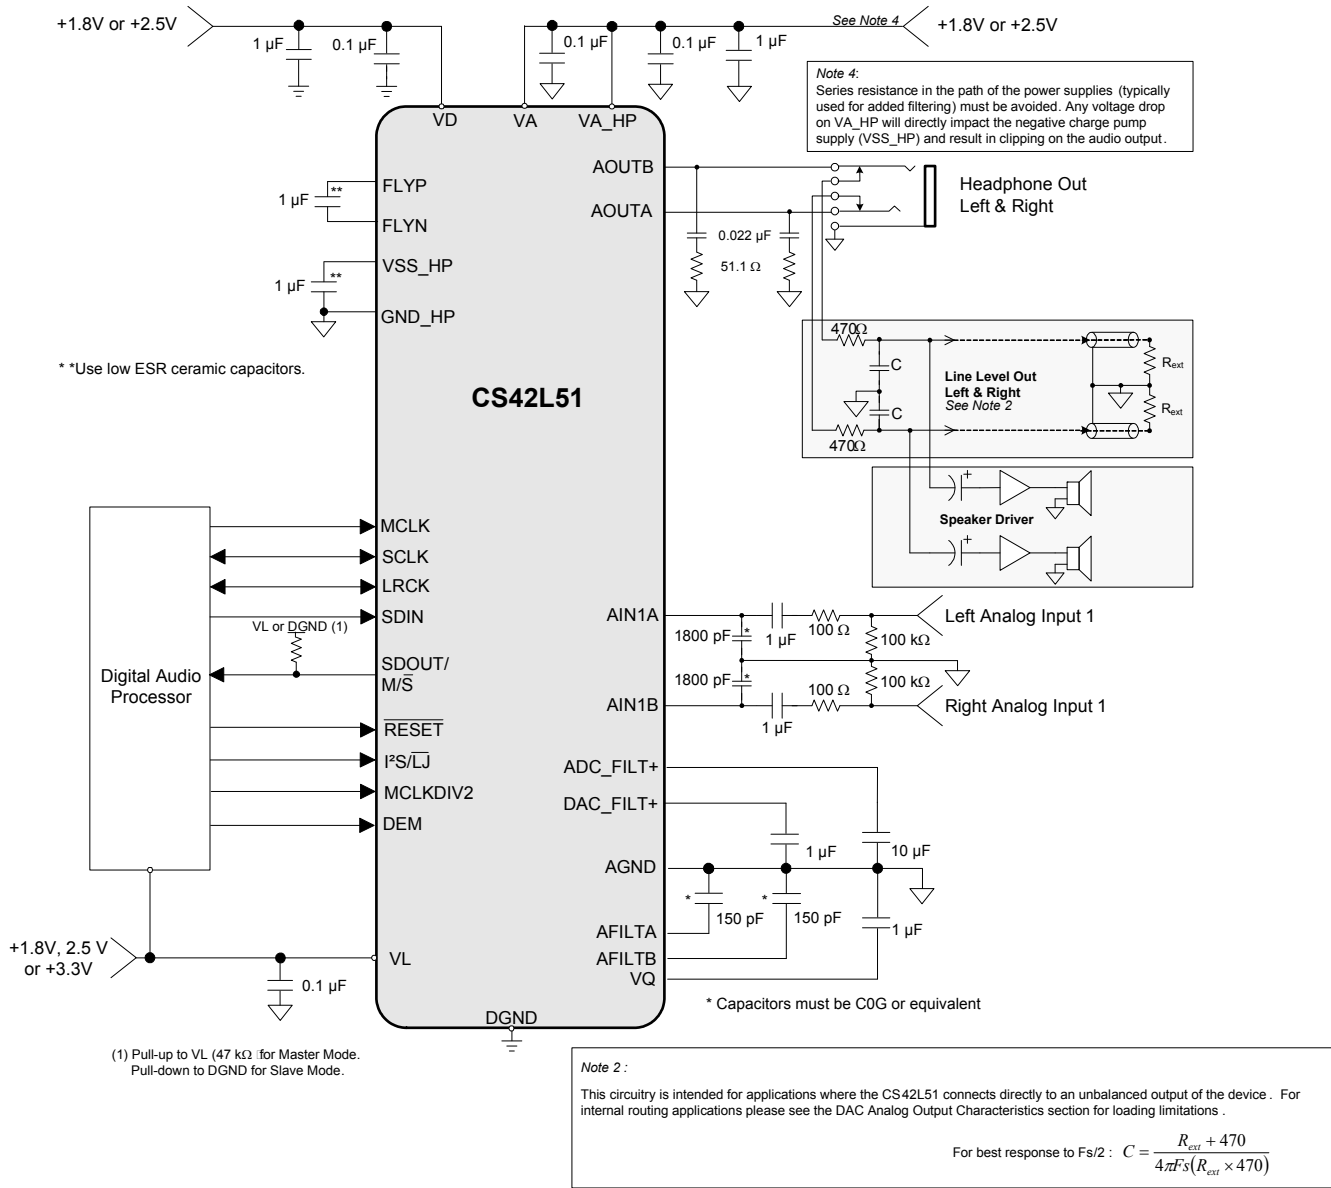 +1.8V or +2.5V
1 µF
0.1 µF
0.1 µF
0.1 µF
1 µF
See Note 4
+1.8V or +2.5V
Note 4:
Series resistance in the path of the power supplies (typically
used for added filtering) must be avoided. Any voltage drop
on VA_HP will directly impact the negative charge pump
supply (VSS_HP) and result in clipping on the audio output.
VD
VA
VA_HP
AOUTB
AOUTA
FLYP
FLYN
VSS_HP
GND_HP
1 µF
**
1 µF
**
* *Use low ESR ceramic capacitors.
CS42L51
Headphone Out
Left & Right
0.022 µF
51.1 Ω
470Ω
C
C
470Ω
Line Level Out
Left & Right
See Note 2
Rext
Rext
Speaker Driver
Digital Audio
Processor
MCLK
SCLK
LRCK
SDIN
VL or DGND (1)
SDOUT/
M/S̅
R̅E̅S̅E̅T̅
I²S/L̅J̅
MCLKDIV2
DEM
AIN1A
1800 pF
*
1 µF
100 Ω
100 kΩ
Left Analog Input 1
1800 pF
*
100 Ω
100 kΩ
AIN1B
1 µF
Right Analog Input 1
ADC_FILT+
DAC_FILT+
1 µF
10 µF
AGND
*
150 pF
*
150 pF
1 µF
AFILTA
AFILTB
VQ
+1.8V, 2.5 V
or +3.3V
VL
0.1 µF
DGND
* Capacitors must be C0G or equivalent
(1) Pull-up to VL (47 kΩ for Master Mode.
Pull-down to DGND for Slave Mode.
Note 2 :
This circuitry is intended for applications where the CS42L51 connects directly to an unbalanced output of the device . For
internal routing applications please see the DAC Analog Output Characteristics section for loading limitations .
For best response to Fs/2 : C = (Rext + 470) / (4πFs(Rext × 470))